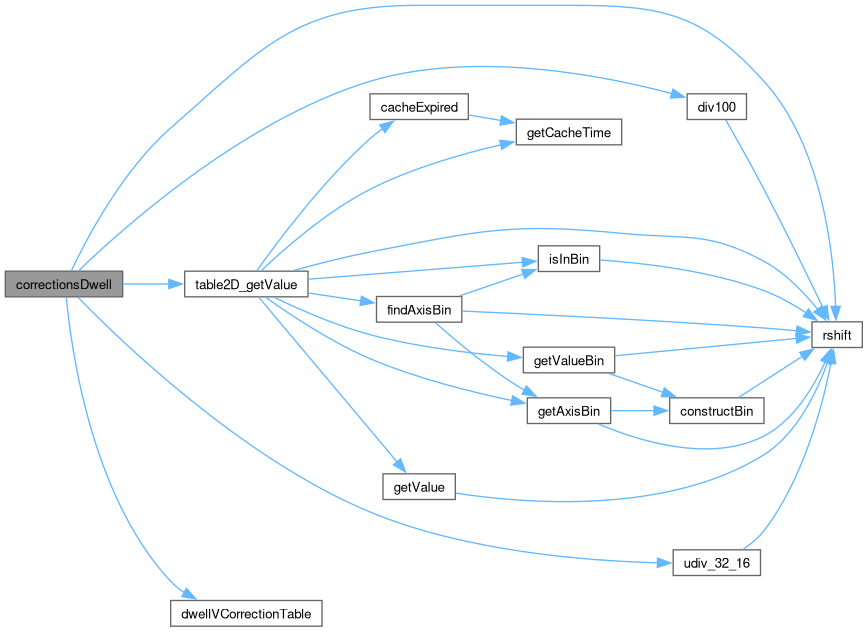 cacheExpired
div100
getCacheTime
isInBin
correctionsDwell
table2D_getValue
findAxisBin
rshift
getValueBin
getAxisBin
constructBin
getValue
udiv_32_16
dwellVCorrectionTable